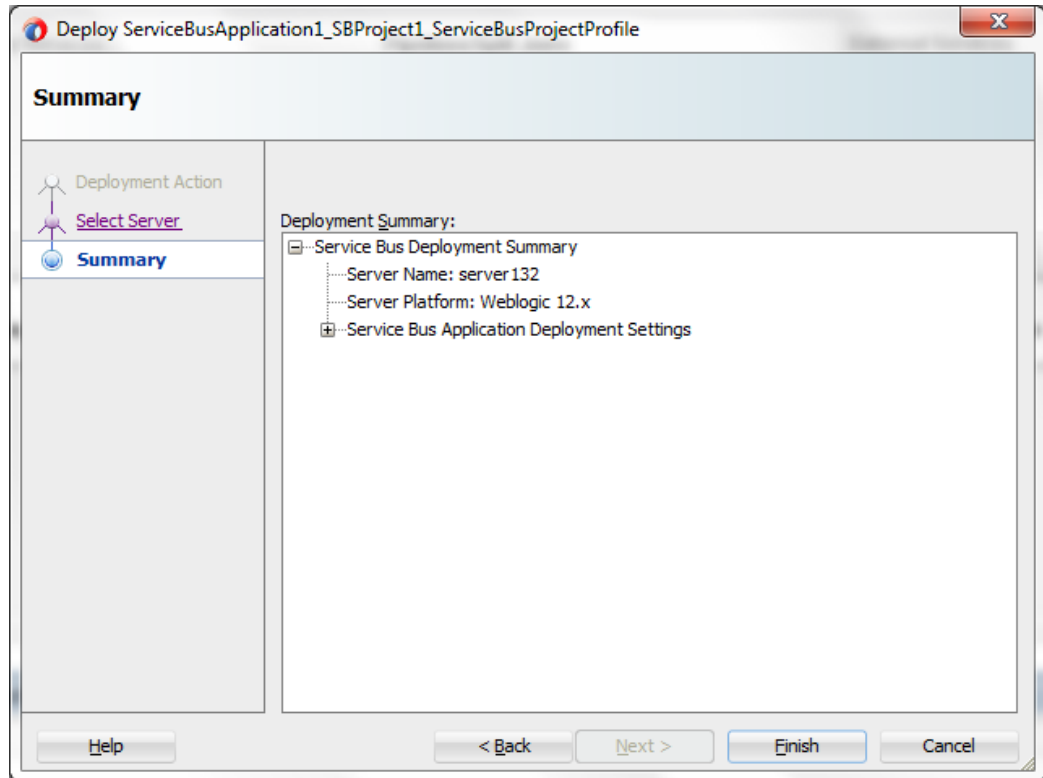 Deploy ServiceBusApplication1_SBProject1_ServiceBusProjectProfile
Summary
Deployment Action
Select Server
Summary
Deployment Summary:
Service Bus Deployment Summary
Server Name: server132
Server Platform: Weblogic 12.x
Service Bus Application Deployment Settings
Help
< Back
Next >
Finish
Cancel